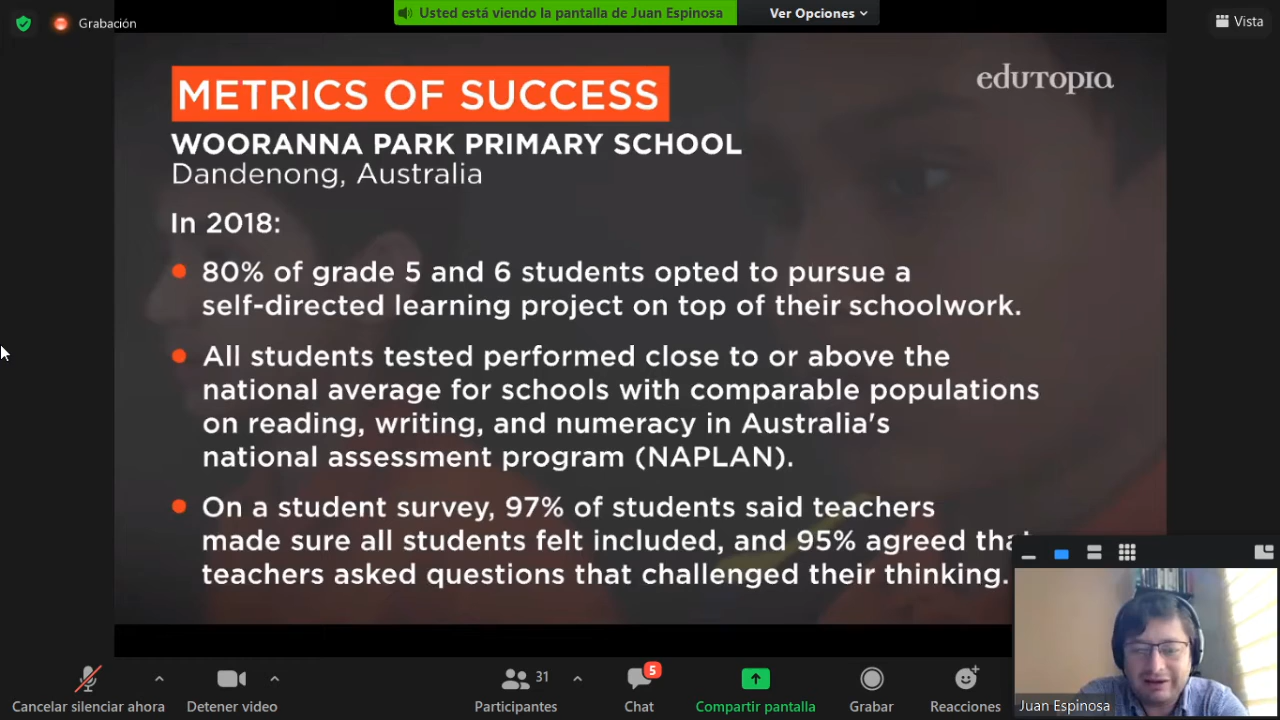 Grabación
Usted está viendo la pantalla de Juan Espinosa
Ver Opciones
Vista
edutopia
METRICS OF SUCCESS
WOORANNA PARK PRIMARY SCHOOL
Dandenong, Australia
In 2018:
80% of grade 5 and 6 students opted to pursue a
self-directed learning project on top of their schoolwork.
All students tested performed close to or above the
national average for schools with comparable populations
on reading, writing, and numeracy in Australia's
national assessment program (NAPLAN).
On a student survey, 97% of students said teachers
made sure all students felt included, and 95% agreed that
teachers asked questions that challenged their thinking.
Juan Espinosa
Cancelar silenciar ahora
Detener video
31
Participantes
5
Chat
Compartir pantalla
Grabar
Reacciones